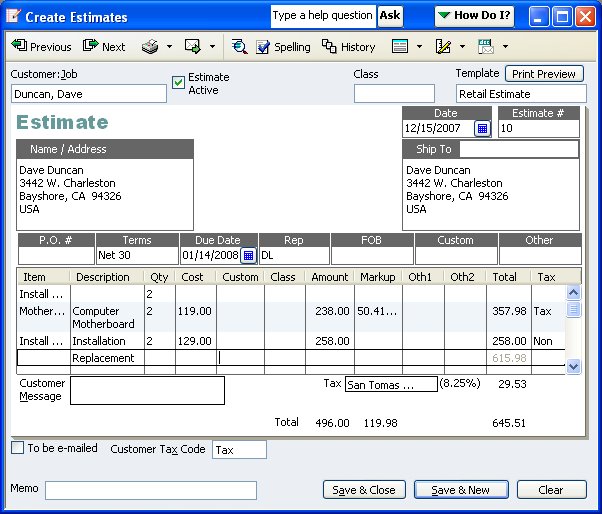 Create Estimates Type a help question Ask How Do I?
Previous Next Spelling History
Customer:Job Estimate Active Class Template Print Preview
Duncan, Dave Retail Estimate
Estimate Date Estimate #
12/15/2007 10
Name / Address Ship To
Dave Duncan Dave Duncan
3442 W. Charleston 3442 W. Charleston
Bayshore, CA 94326 Bayshore, CA 94326
USA USA
P.O. # Terms Due Date Rep FOB Custom Other
Net 30 01/14/2008 DL
Item Description Qty Cost Custom Class Amount Markup Oth1 Oth2 Total Tax
Install ... 2
Mother... Computer 2 119.00 238.00 50.41... 357.98 Tax
Motherboard
Install ... Installation 2 129.00 258.00 258.00 Non
Replacement 615.98
Customer Message Tax San Tomas ... (8.25%) 29.53
Total 496.00 119.98 645.51
To be e-mailed Customer Tax Code Tax
Memo Save & Close Save & New Clear